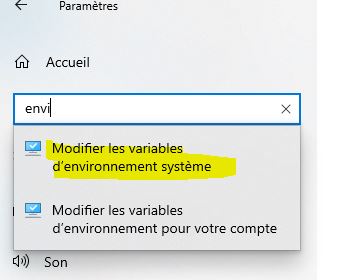 Paramètres
Accueil
envi
Modifier les variables
d'environnement système
Modifier les variables
d'environnement pour votre compte
Son